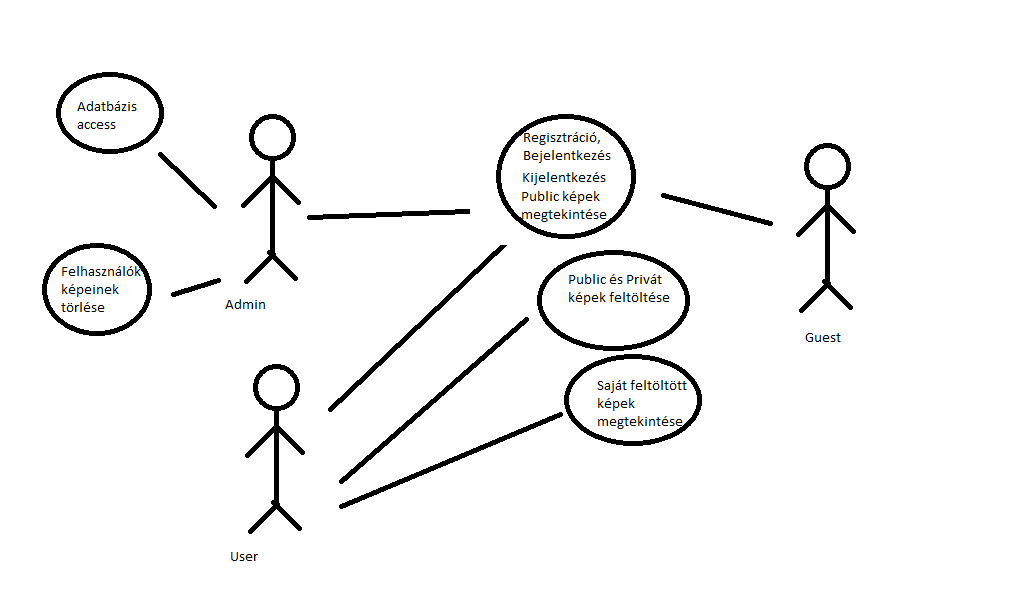 Adatbázis
access
Felhasználók
képeinek
törlése
Admin
Regisztráció,
Bejelentkezés
Kijelentkezés
Public képek
megtekintése
Public és Privát
képek feltöltése
Saját feltöltött
képek
megtekintése
Guest
User